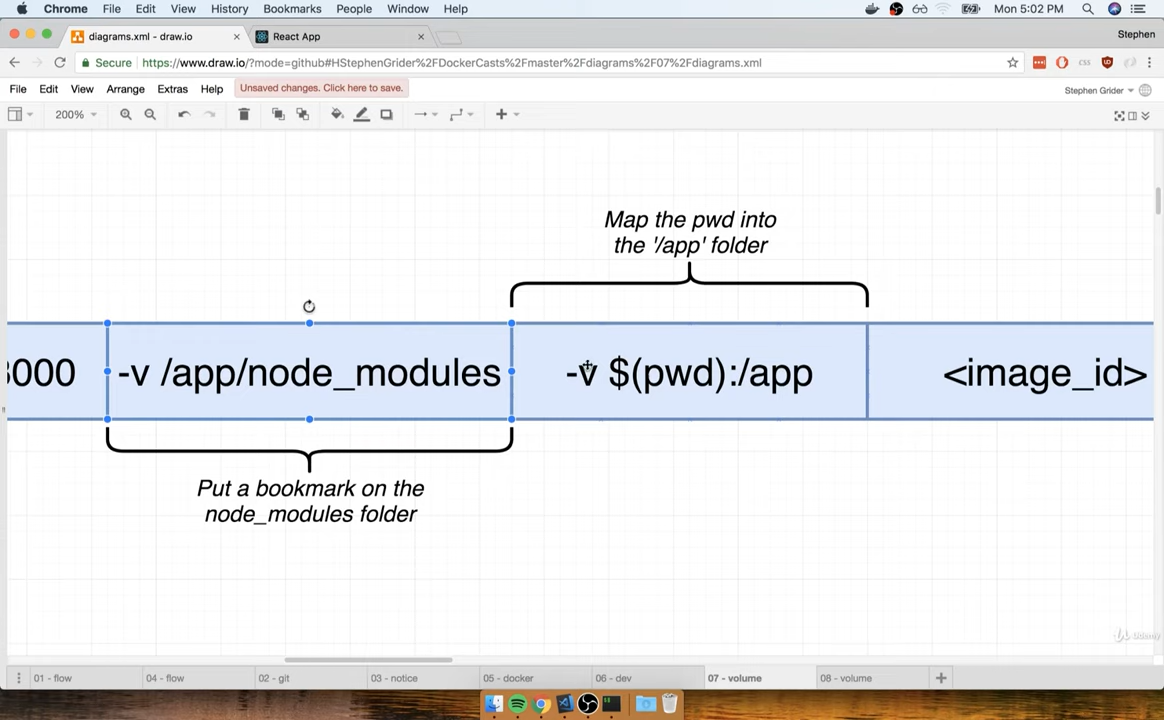 Chrome File Edit View History Bookmarks People Window Help Mon 5:02 PM
diagrams.xml - draw.io React App Stephen
Secure https://www.draw.io/?mode=github#HStephenGrider%2FDockerCasts%2Fmaster%2Fdiagrams%2F07%2Fdiagrams.xml
File Edit View Arrange Extras Help Unsaved changes. Click here to save. Stephen Grider
200%
Map the pwd into
the '/app' folder
3000 -v /app/node_modules -v $(pwd):/app <image_id>
Put a bookmark on the
node_modules folder
Udemy
01 - flow 04 - flow 02 - git 03 - notice 05 - docker 06 - dev 07 - volume 08 - volume